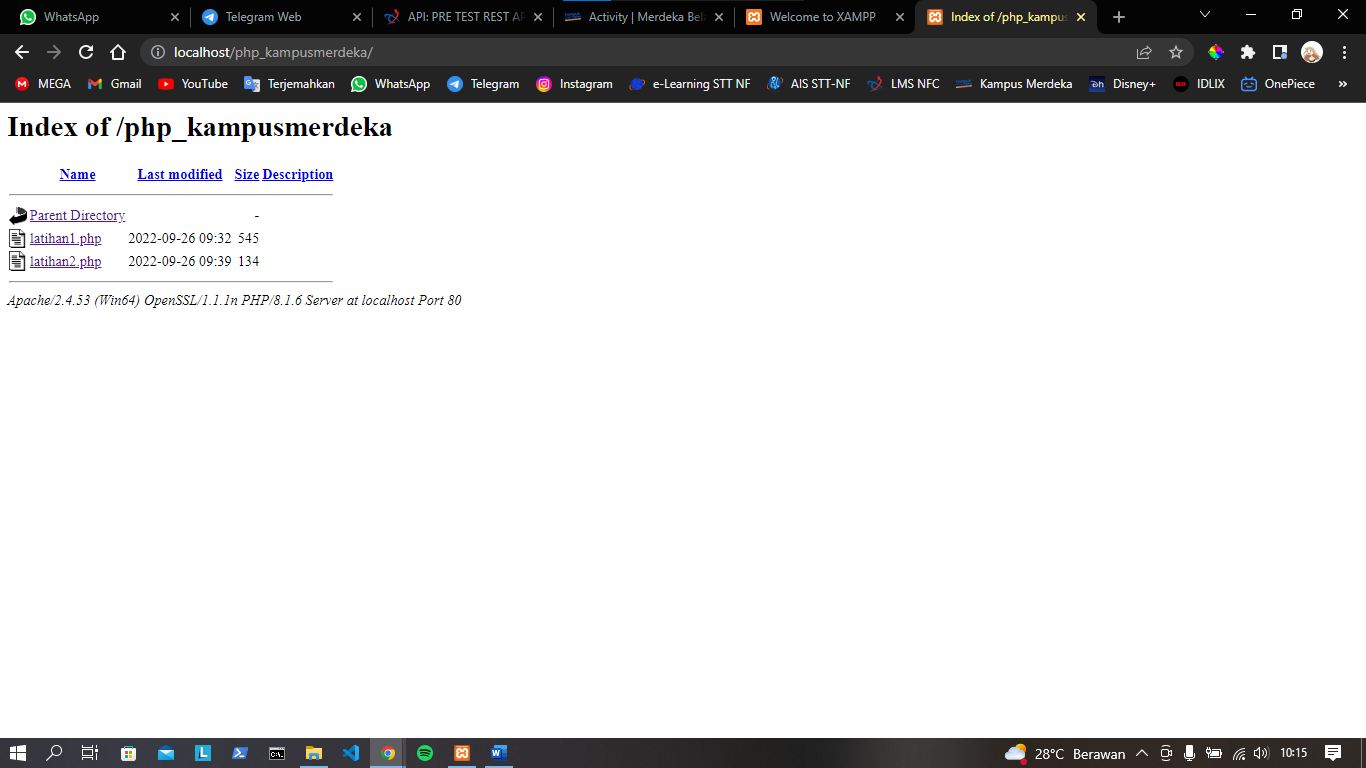 WhatsApp Telegram Web API: PRE TEST REST AP Activity | Merdeka Bela Welcome to XAMPP Index of /php_kampus
localhost/php_kampusmerdeka/
MEGA Gmail YouTube Terjemahkan WhatsApp Telegram Instagram e-Learning STT NF AIS STT-NF LMS NFC Kampus Merdeka Disney+ IDLIX OnePiece »
Index of /php_kampusmerdeka
Name Last modified Size Description
Parent Directory -
latihan1.php 2022-09-26 09:32 545
latihan2.php 2022-09-26 09:39 134
Apache/2.4.53 (Win64) OpenSSL/1.1.1n PHP/8.1.6 Server at localhost Port 80
28°C Berawan 10:15